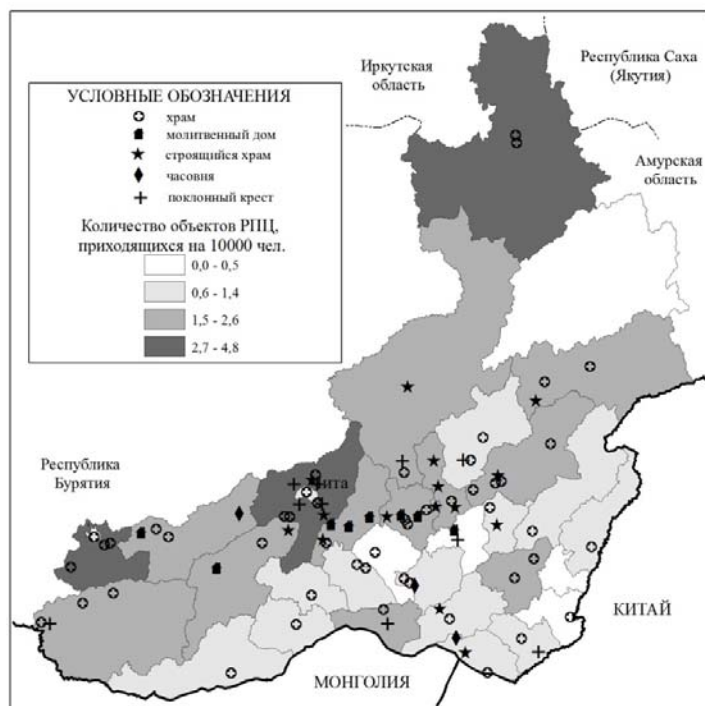 Иркутская
область
Республика Саха
(Якутия)
Амурская
область
УСЛОВНЫЕ ОБОЗНАЧЕНИЯ
храм
молитвенный дом
строящийся храм
часовня
поклонный крест
Количество объектов РПЦ,
приходящихся на 10000 чел.
0,0 - 0,5
0,6 - 1,4
1,5 - 2,6
2,7 - 4,8
Республика
Бурятия
КИТАЙ
МОНГОЛИЯ